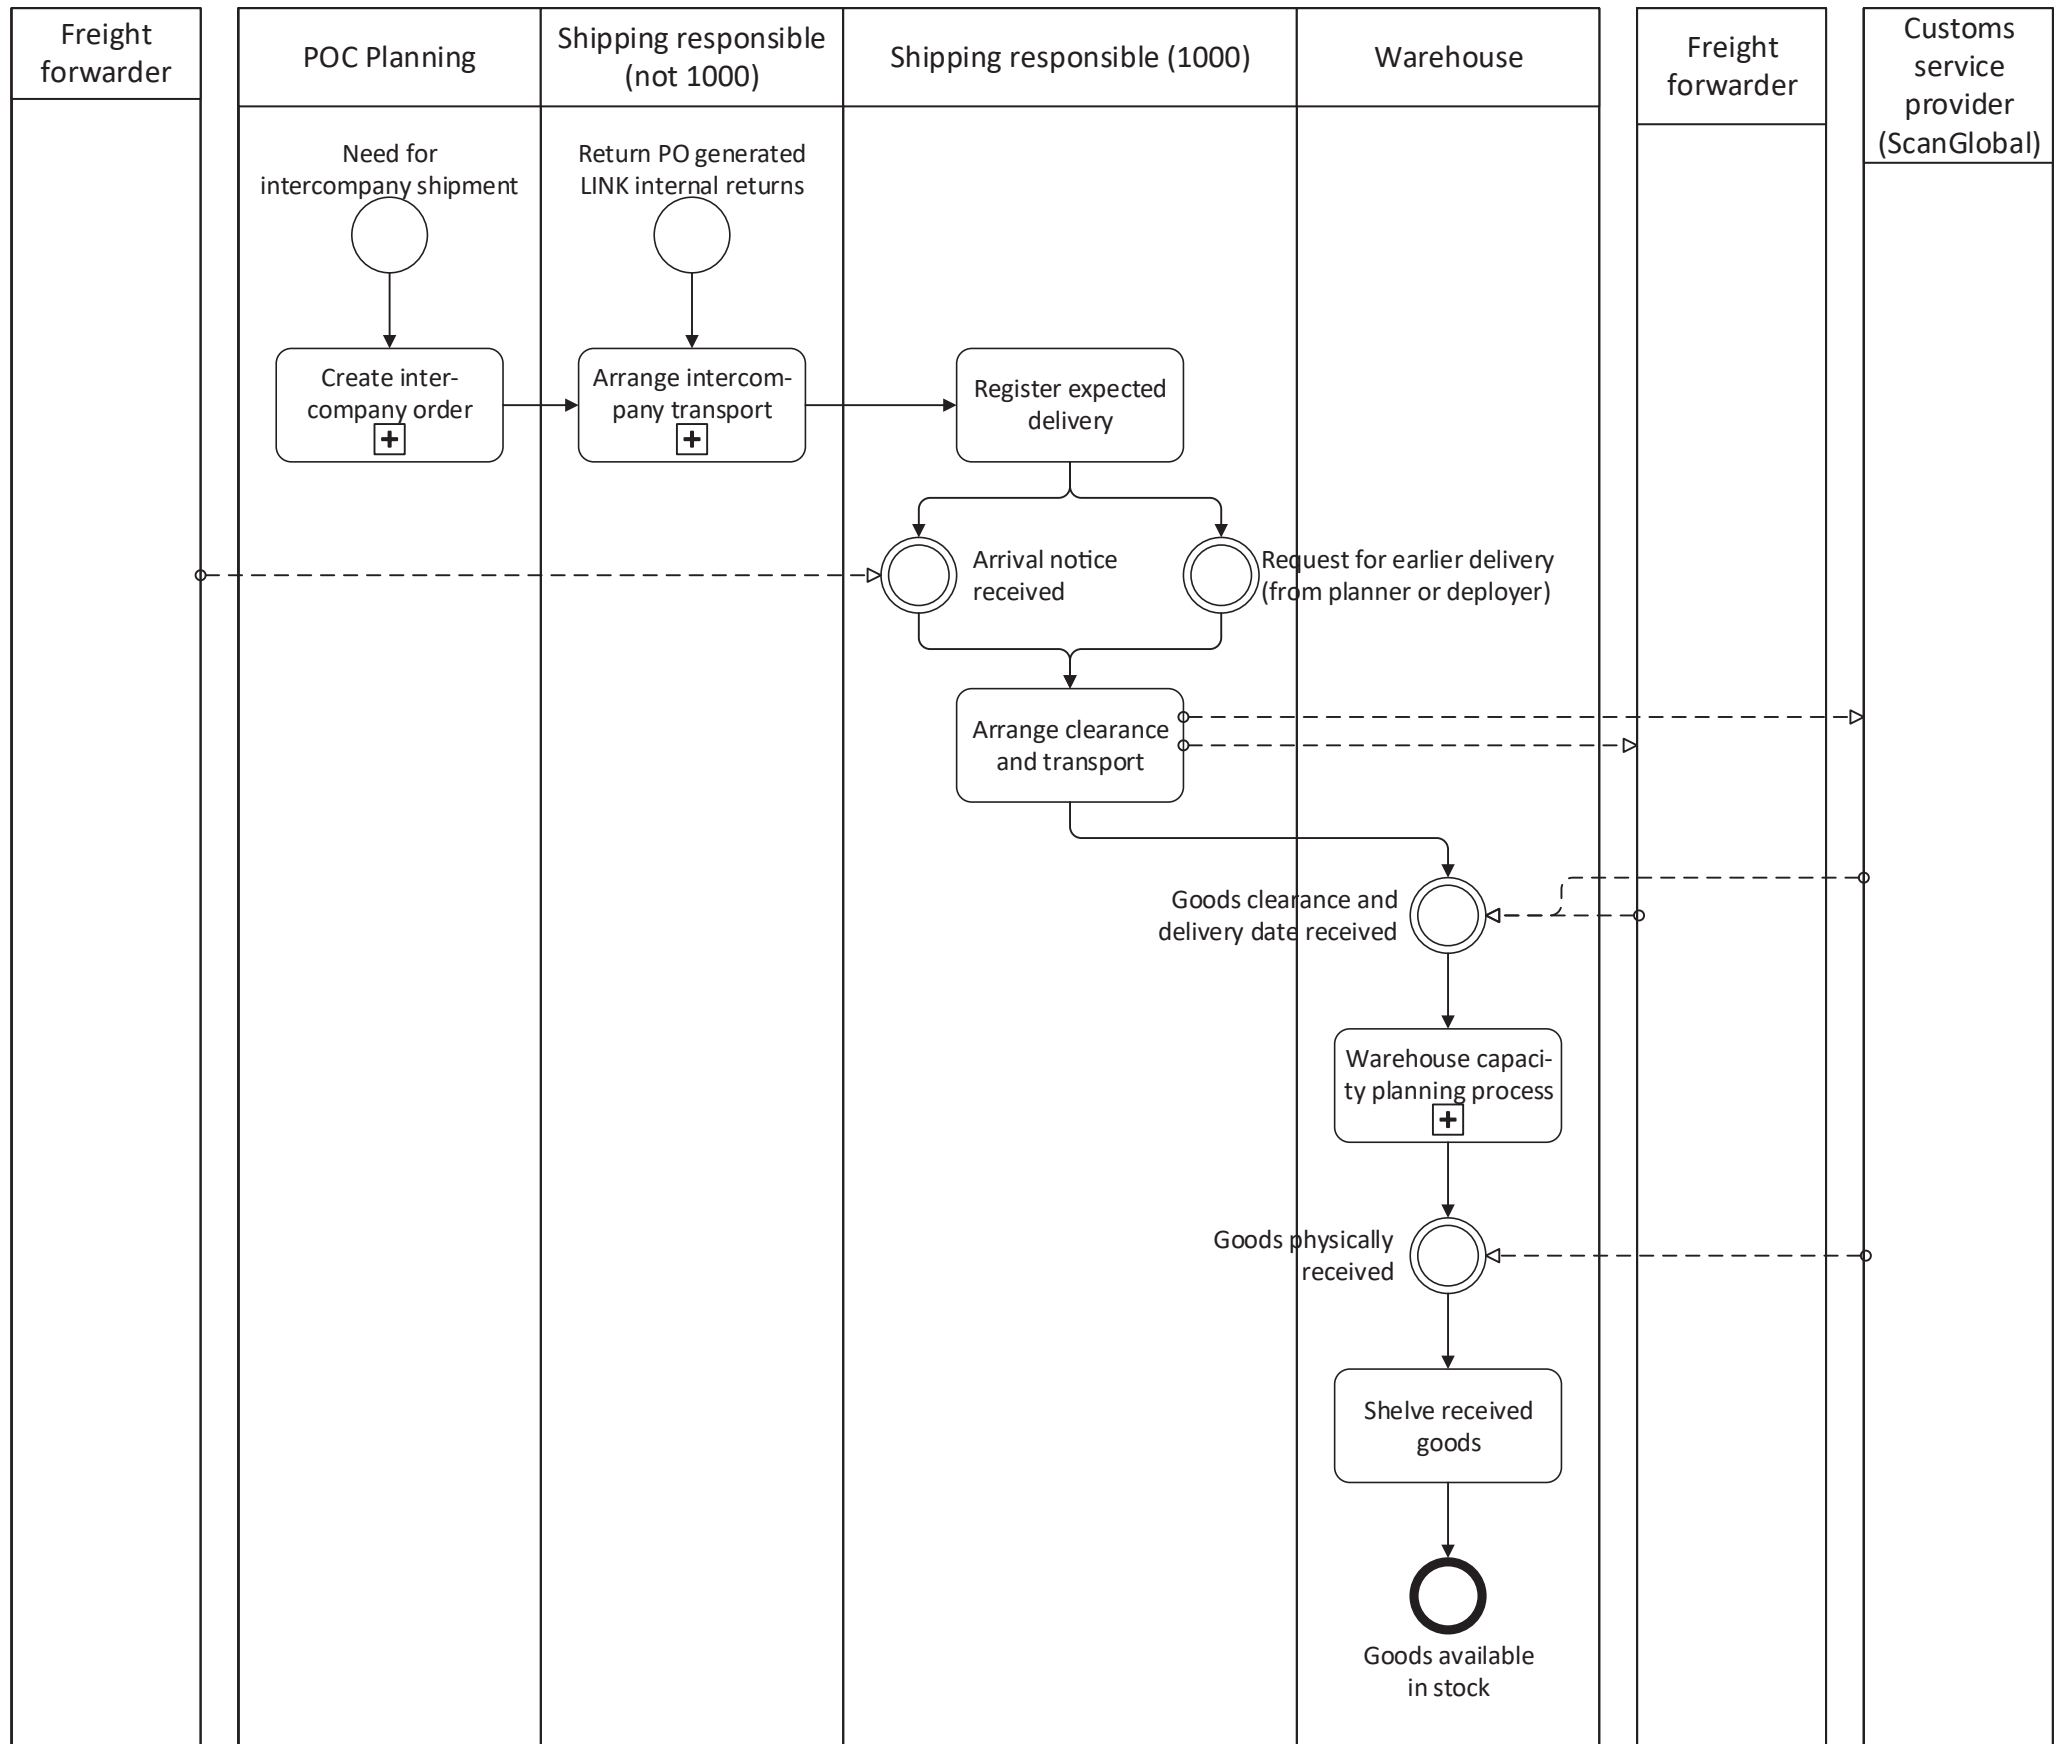 Freight
forwarder
POC Planning
Shipping responsible
(not 1000)
Shipping responsible (1000)
Warehouse
Freight
forwarder
Customs
service
provider
(ScanGlobal)
Need for
intercompany shipment
Return PO generated
LINK internal returns
Create inter-
company order
Arrange intercom-
pany transport
Register expected
delivery
Arrival notice
received
Request for earlier delivery
(from planner or deployer)
Arrange clearance
and transport
Goods clearance and
delivery date received
Warehouse capaci-
ty planning process
Goods physically
received
Shelve received
goods
Goods available
in stock